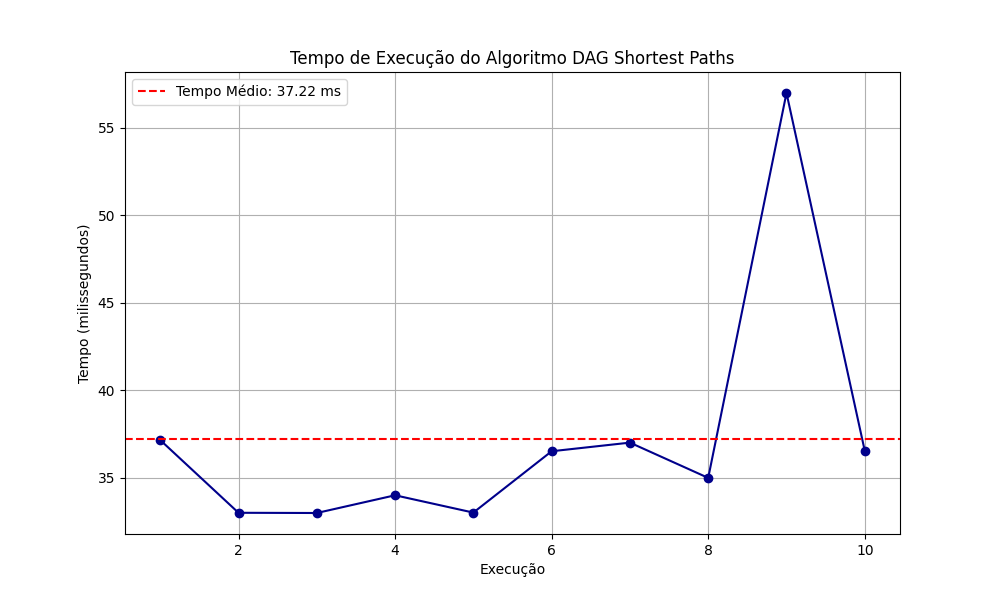 Tempo de Execução do Algoritmo DAG Shortest Paths
Tempo Médio: 37.22 ms
Tempo (milissegundos)
55
50
45
40
35
2 4 6 8 10
Execução